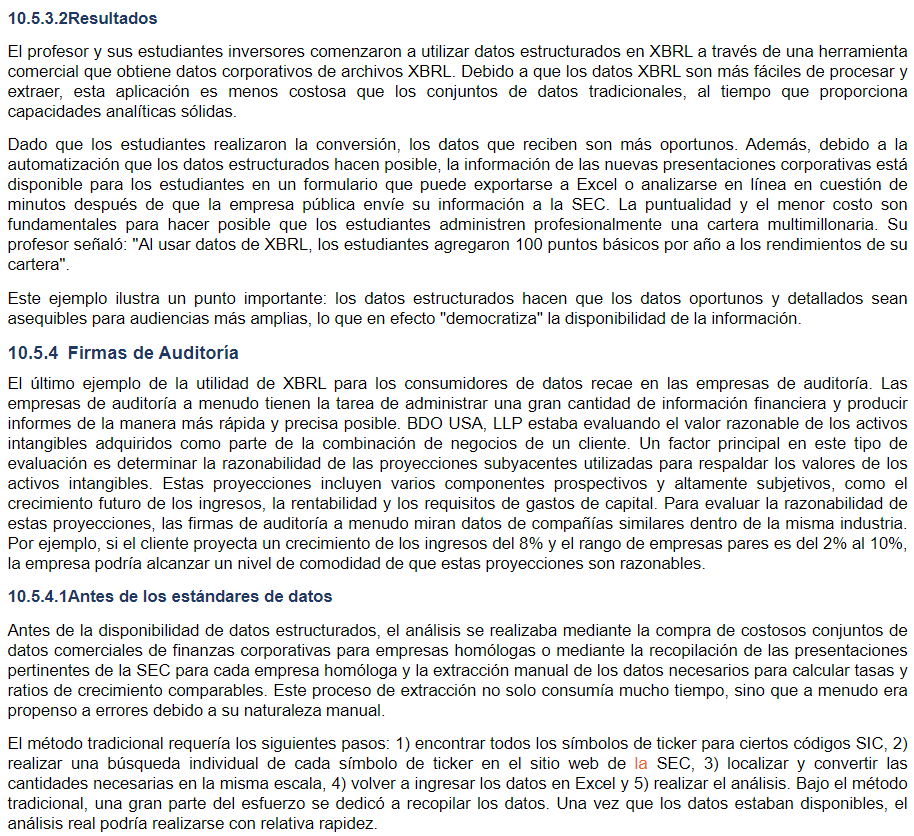 10.5.3.2Resultados
El profesor y sus estudiantes inversores comenzaron a utilizar datos estructurados en XBRL a través de una herramienta
comercial que obtiene datos corporativos de archivos XBRL. Debido a que los datos XBRL son más fáciles de procesar y
extraer, esta aplicación es menos costosa que los conjuntos de datos tradicionales, al tiempo que proporciona
capacidades analíticas sólidas.
Dado que los estudiantes realizaron la conversión, los datos que reciben son más oportunos. Además, debido a la
automatización que los datos estructurados hacen posible, la información de las nuevas presentaciones corporativas está
disponible para los estudiantes en un formulario que puede exportarse a Excel o analizarse en línea en cuestión de
minutos después de que la empresa pública envíe su información a la SEC. La puntualidad y el menor costo son
fundamentales para hacer posible que los estudiantes administren profesionalmente una cartera multimillonaria. Su
profesor señaló: "Al usar datos de XBRL, los estudiantes agregaron 100 puntos básicos por año a los rendimientos de su
cartera".
Este ejemplo ilustra un punto importante: los datos estructurados hacen que los datos oportunos y detallados sean
asequibles para audiencias más amplias, lo que en efecto "democratiza" la disponibilidad de la información.
10.5.4 Firmas de Auditoría
El último ejemplo de la utilidad de XBRL para los consumidores de datos recae en las empresas de auditoría. Las
empresas de auditoría a menudo tienen la tarea de administrar una gran cantidad de información financiera y producir
informes de la manera más rápida y precisa posible. BDO USA, LLP estaba evaluando el valor razonable de los activos
intangibles adquiridos como parte de la combinación de negocios de un cliente. Un factor principal en este tipo de
evaluación es determinar la razonabilidad de las proyecciones subyacentes utilizadas para respaldar los valores de los
activos intangibles. Estas proyecciones incluyen varios componentes prospectivos y altamente subjetivos, como el
crecimiento futuro de los ingresos, la rentabilidad y los requisitos de gastos de capital. Para evaluar la razonabilidad de
estas proyecciones, las firmas de auditoría a menudo miran datos de compañías similares dentro de la misma industria.
Por ejemplo, si el cliente proyecta un crecimiento de los ingresos del 8% y el rango de empresas pares es del 2% al 10%,
la empresa podría alcanzar un nivel de comodidad de que estas proyecciones son razonables.
10.5.4.1Antes de los estándares de datos
Antes de la disponibilidad de datos estructurados, el análisis se realizaba mediante la compra de costosos conjuntos de
datos comerciales de finanzas corporativas para empresas homólogas o mediante la recopilación de las presentaciones
pertinentes de la SEC para cada empresa homóloga y la extracción manual de los datos necesarios para calcular tasas y
ratios de crecimiento comparables. Este proceso de extracción no solo consumía mucho tiempo, sino que a menudo era
propenso a errores debido a su naturaleza manual.
El método tradicional requería los siguientes pasos: 1) encontrar todos los símbolos de ticker para ciertos códigos SIC, 2)
realizar una búsqueda individual de cada símbolo de ticker en el sitio web de la SEC, 3) localizar y convertir las
cantidades necesarias en la misma escala, 4) volver a ingresar los datos en Excel y 5) realizar el análisis. Bajo el método
tradicional, una gran parte del esfuerzo se dedicó a recopilar los datos. Una vez que los datos estaban disponibles, el
análisis real podría realizarse con relativa rapidez.